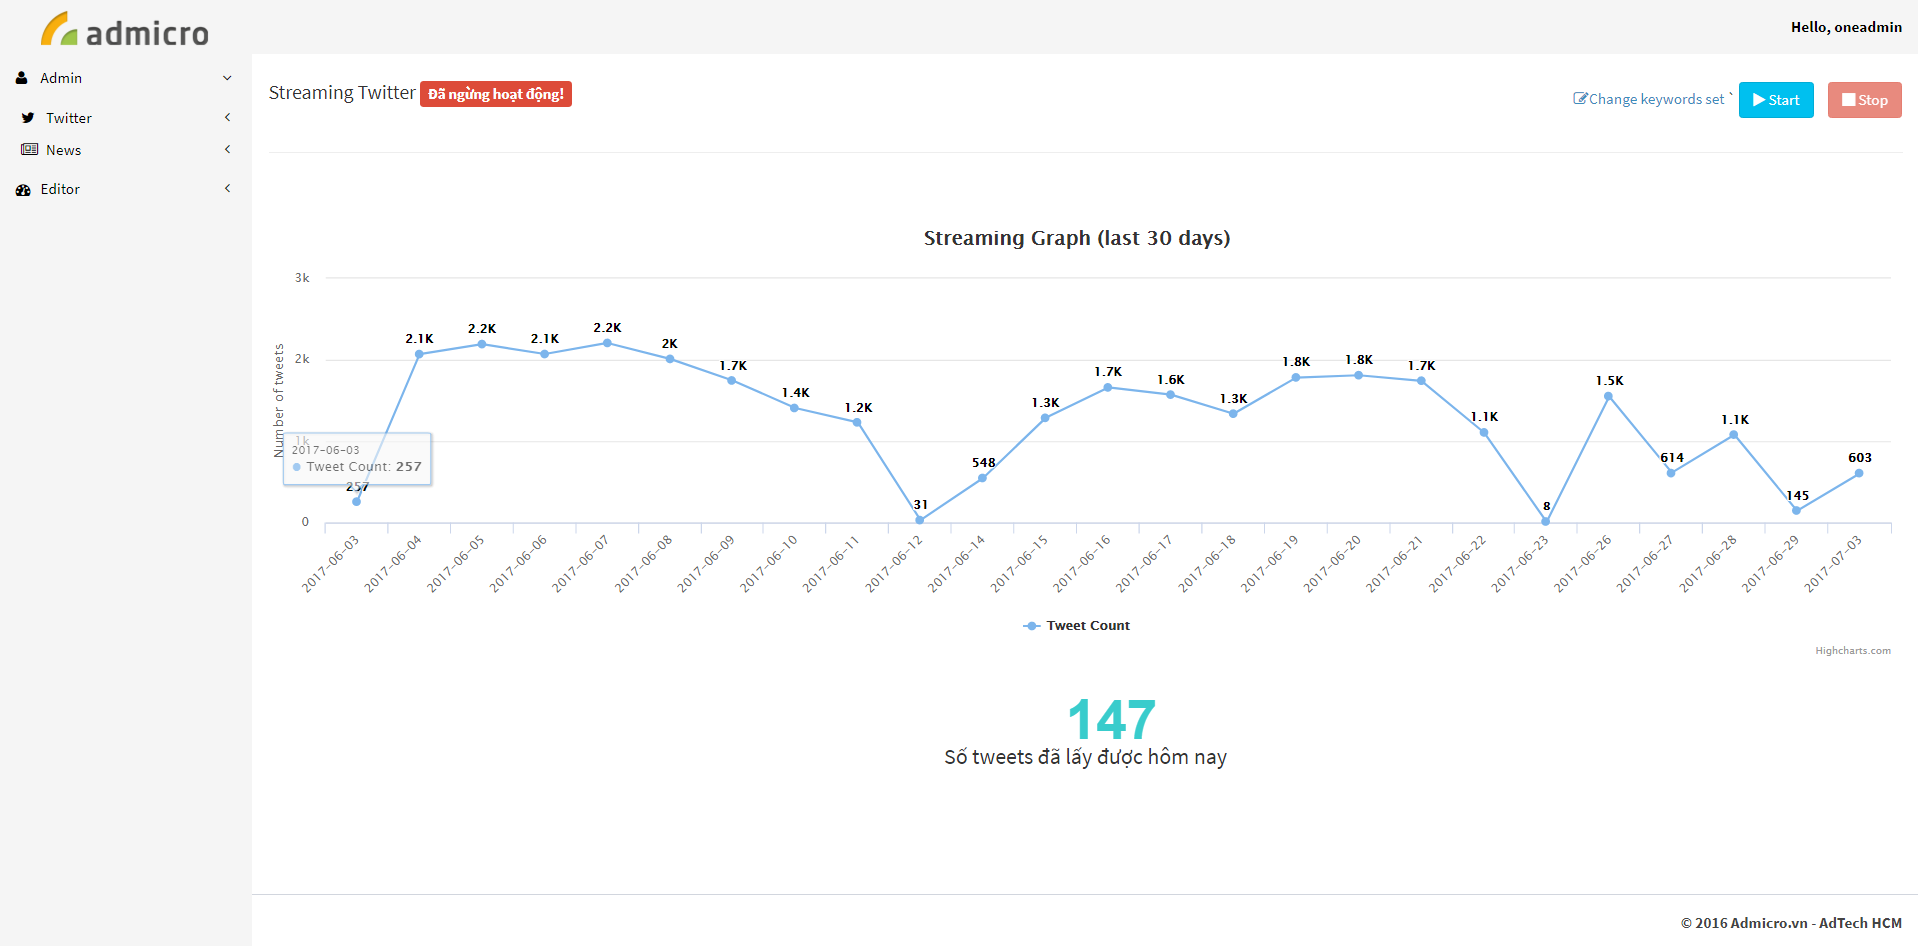 admicro
Hello, oneadmin
Admin
Twitter
News
Editor
Streaming Twitter Đã ngừng hoạt động!
Change keywords set ` Start Stop
Streaming Graph (last 30 days)
Number of tweets
3k
2k
1k
0
257
2.1K
2.2K
2.1K
2.2K
2K
1.7K
1.4K
1.2K
31
548
1.3K
1.7K
1.6K
1.3K
1.8K
1.8K
1.7K
1.1K
8
1.5K
614
1.1K
145
603
2017-06-03
Tweet Count: 257
2017-06-03
2017-06-04
2017-06-05
2017-06-06
2017-06-07
2017-06-08
2017-06-09
2017-06-10
2017-06-11
2017-06-12
2017-06-14
2017-06-15
2017-06-16
2017-06-17
2017-06-18
2017-06-19
2017-06-20
2017-06-21
2017-06-22
2017-06-23
2017-06-26
2017-06-27
2017-06-28
2017-06-29
2017-07-03
Tweet Count
Highcharts.com
147
Số tweets đã lấy được hôm nay
© 2016 Admicro.vn - AdTech HCM